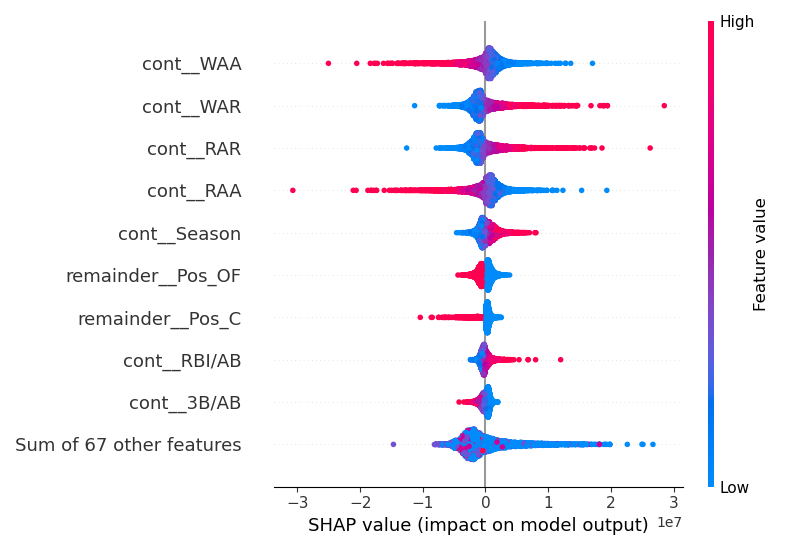 High
cont__WAA
cont__WAR
cont__RAR
cont__RAA
cont__Season
remainder__Pos_OF
remainder__Pos_C
cont__RBI/AB
cont__3B/AB
Sum of 67 other features
Feature value
Low
−3 −2 −1 0 1 2 3
1e7
SHAP value (impact on model output)